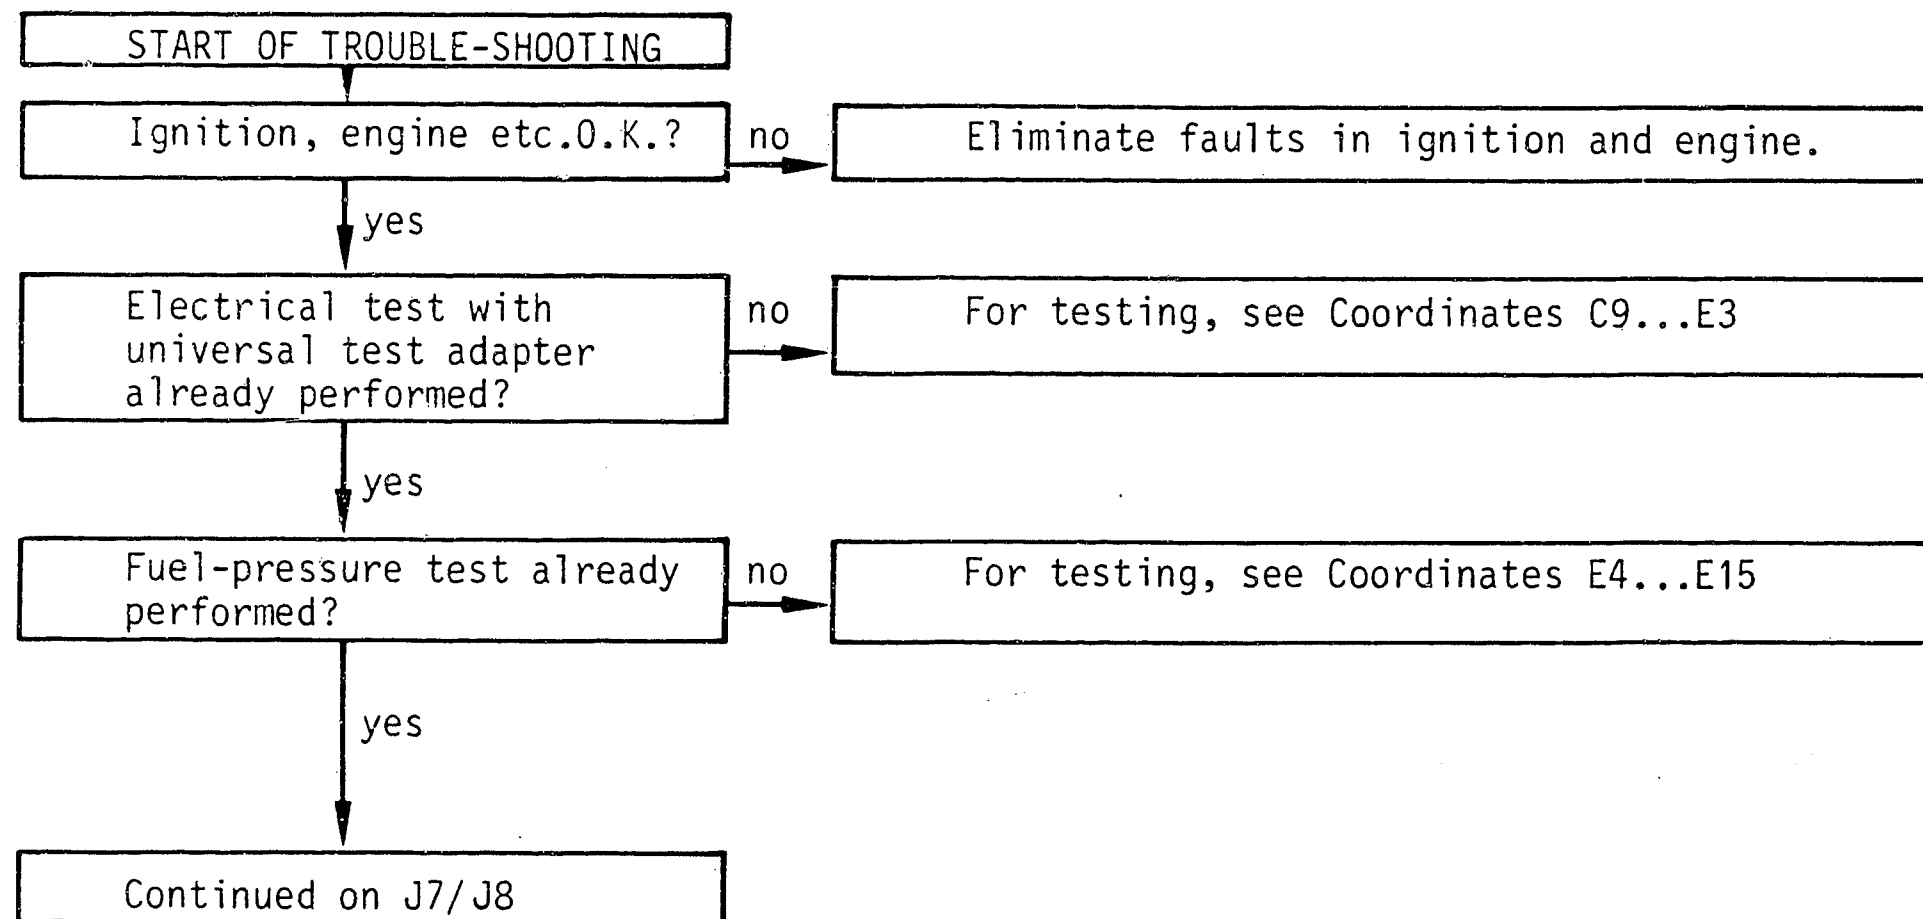 START OF TROUBLE-SHOOTING
Ignition, engine etc.O.K.?
no
Eliminate faults in ignition and engine.
yes
Electrical test with
universal test adapter
already performed?
no
For testing, see Coordinates C9...E3
yes
Fuel-pressure test already
performed?
no
For testing, see Coordinates E4...E15
yes
Continued on J7/J8